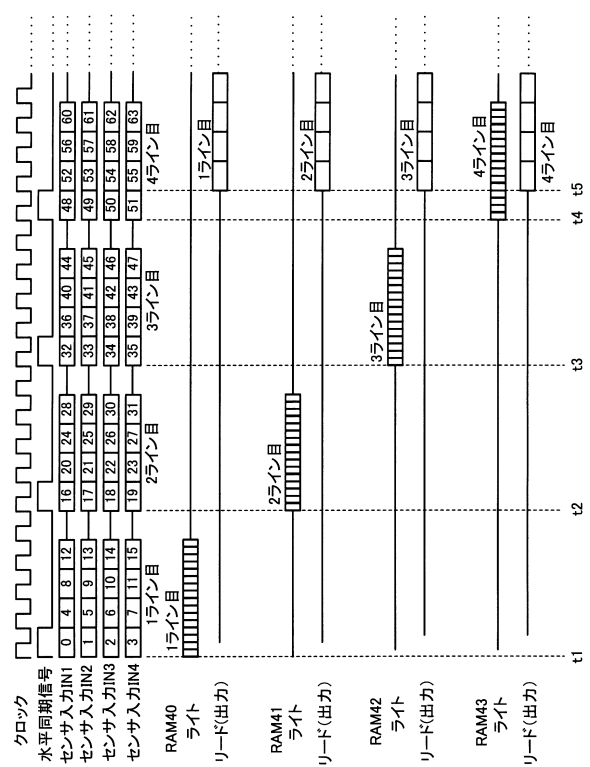 クロック
水平同期信号
センサ入力IN1 0 4 8 12 16 20 24 28 32 36 40 44 48 52 56 60
センサ入力IN2 1 5 9 13 17 21 25 29 33 37 41 45 49 53 57 61
センサ入力IN3 2 6 10 14 18 22 26 30 34 38 42 46 50 54 58 62
センサ入力IN4 3 7 11 15 19 23 27 31 35 39 43 47 51 55 59 63
1ライン目 2ライン目 3ライン目 4ライン目
1ライン目
RAM40
ライト
1ライン目
リード(出力)
2ライン目
RAM41
ライト
2ライン目
リード(出力)
3ライン目
RAM42
ライト
3ライン目
リード(出力)
4ライン目
RAM43
ライト
リード(出力)
4ライン目
t1 t2 t3 t4 t5